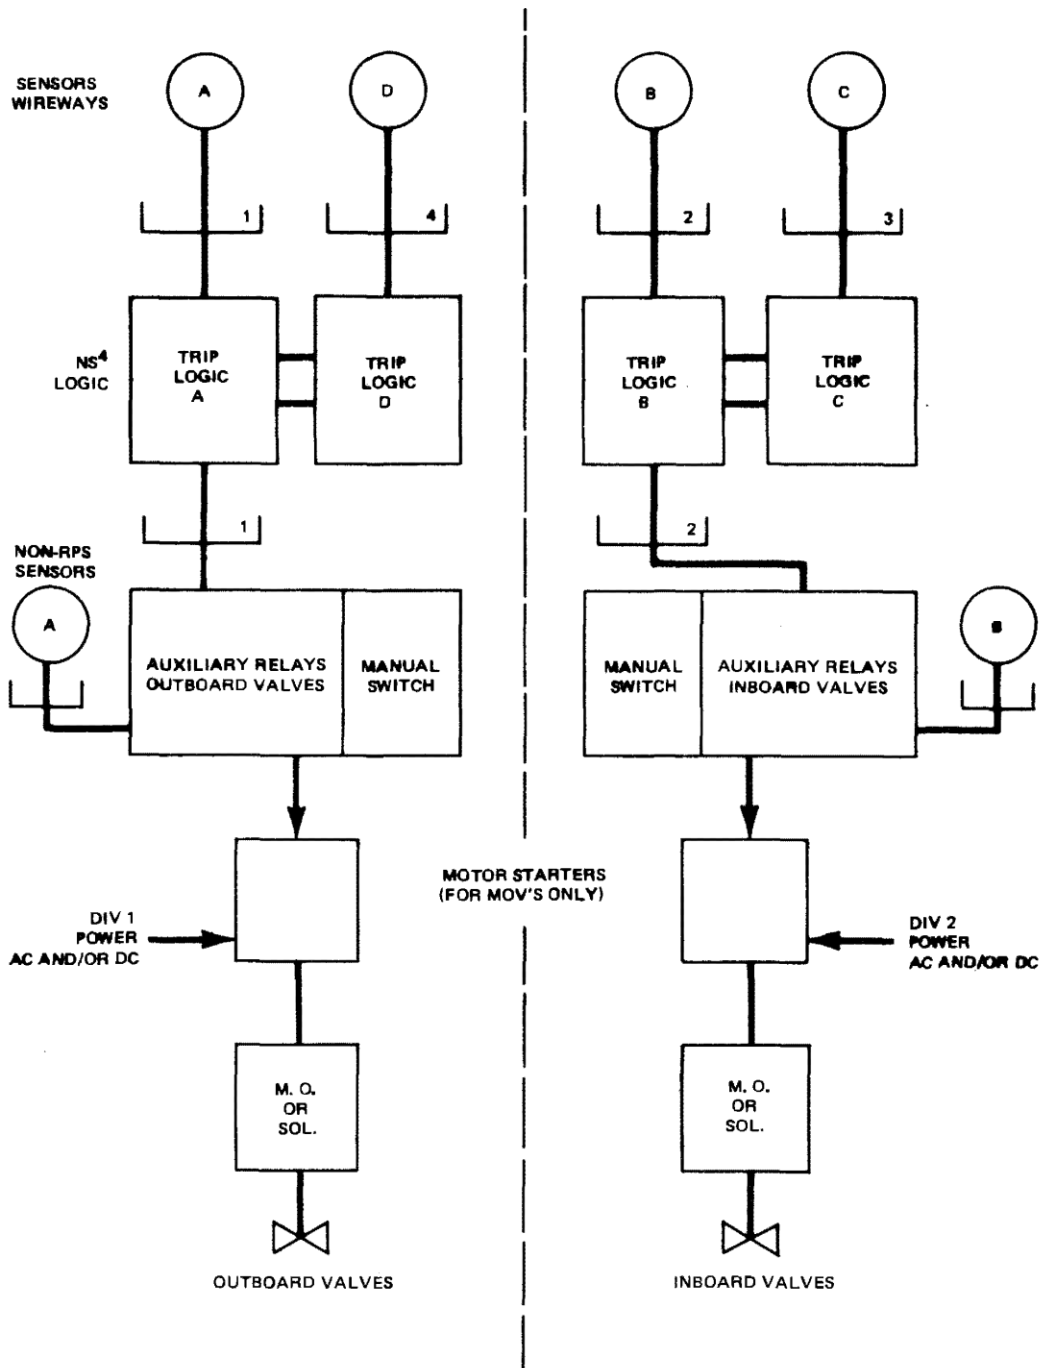 SENSORS
WIREWAYS
A
D
B
C
1
4
2
3
NS⁴
LOGIC
TRIP
LOGIC
A
TRIP
LOGIC
D
TRIP
LOGIC
B
TRIP
LOGIC
C
1
2
NON-RPS
SENSORS
A
AUXILIARY RELAYS
OUTBOARD VALVES
MANUAL
SWITCH
MANUAL
SWITCH
AUXILIARY RELAYS
INBOARD VALVES
B
MOTOR STARTERS
(FOR MOV'S ONLY)
DIV 1
POWER
AC AND/OR DC
DIV 2
POWER
AC AND/OR DC
M. O.
OR
SOL.
M. O.
OR
SOL.
OUTBOARD VALVES
INBOARD VALVES